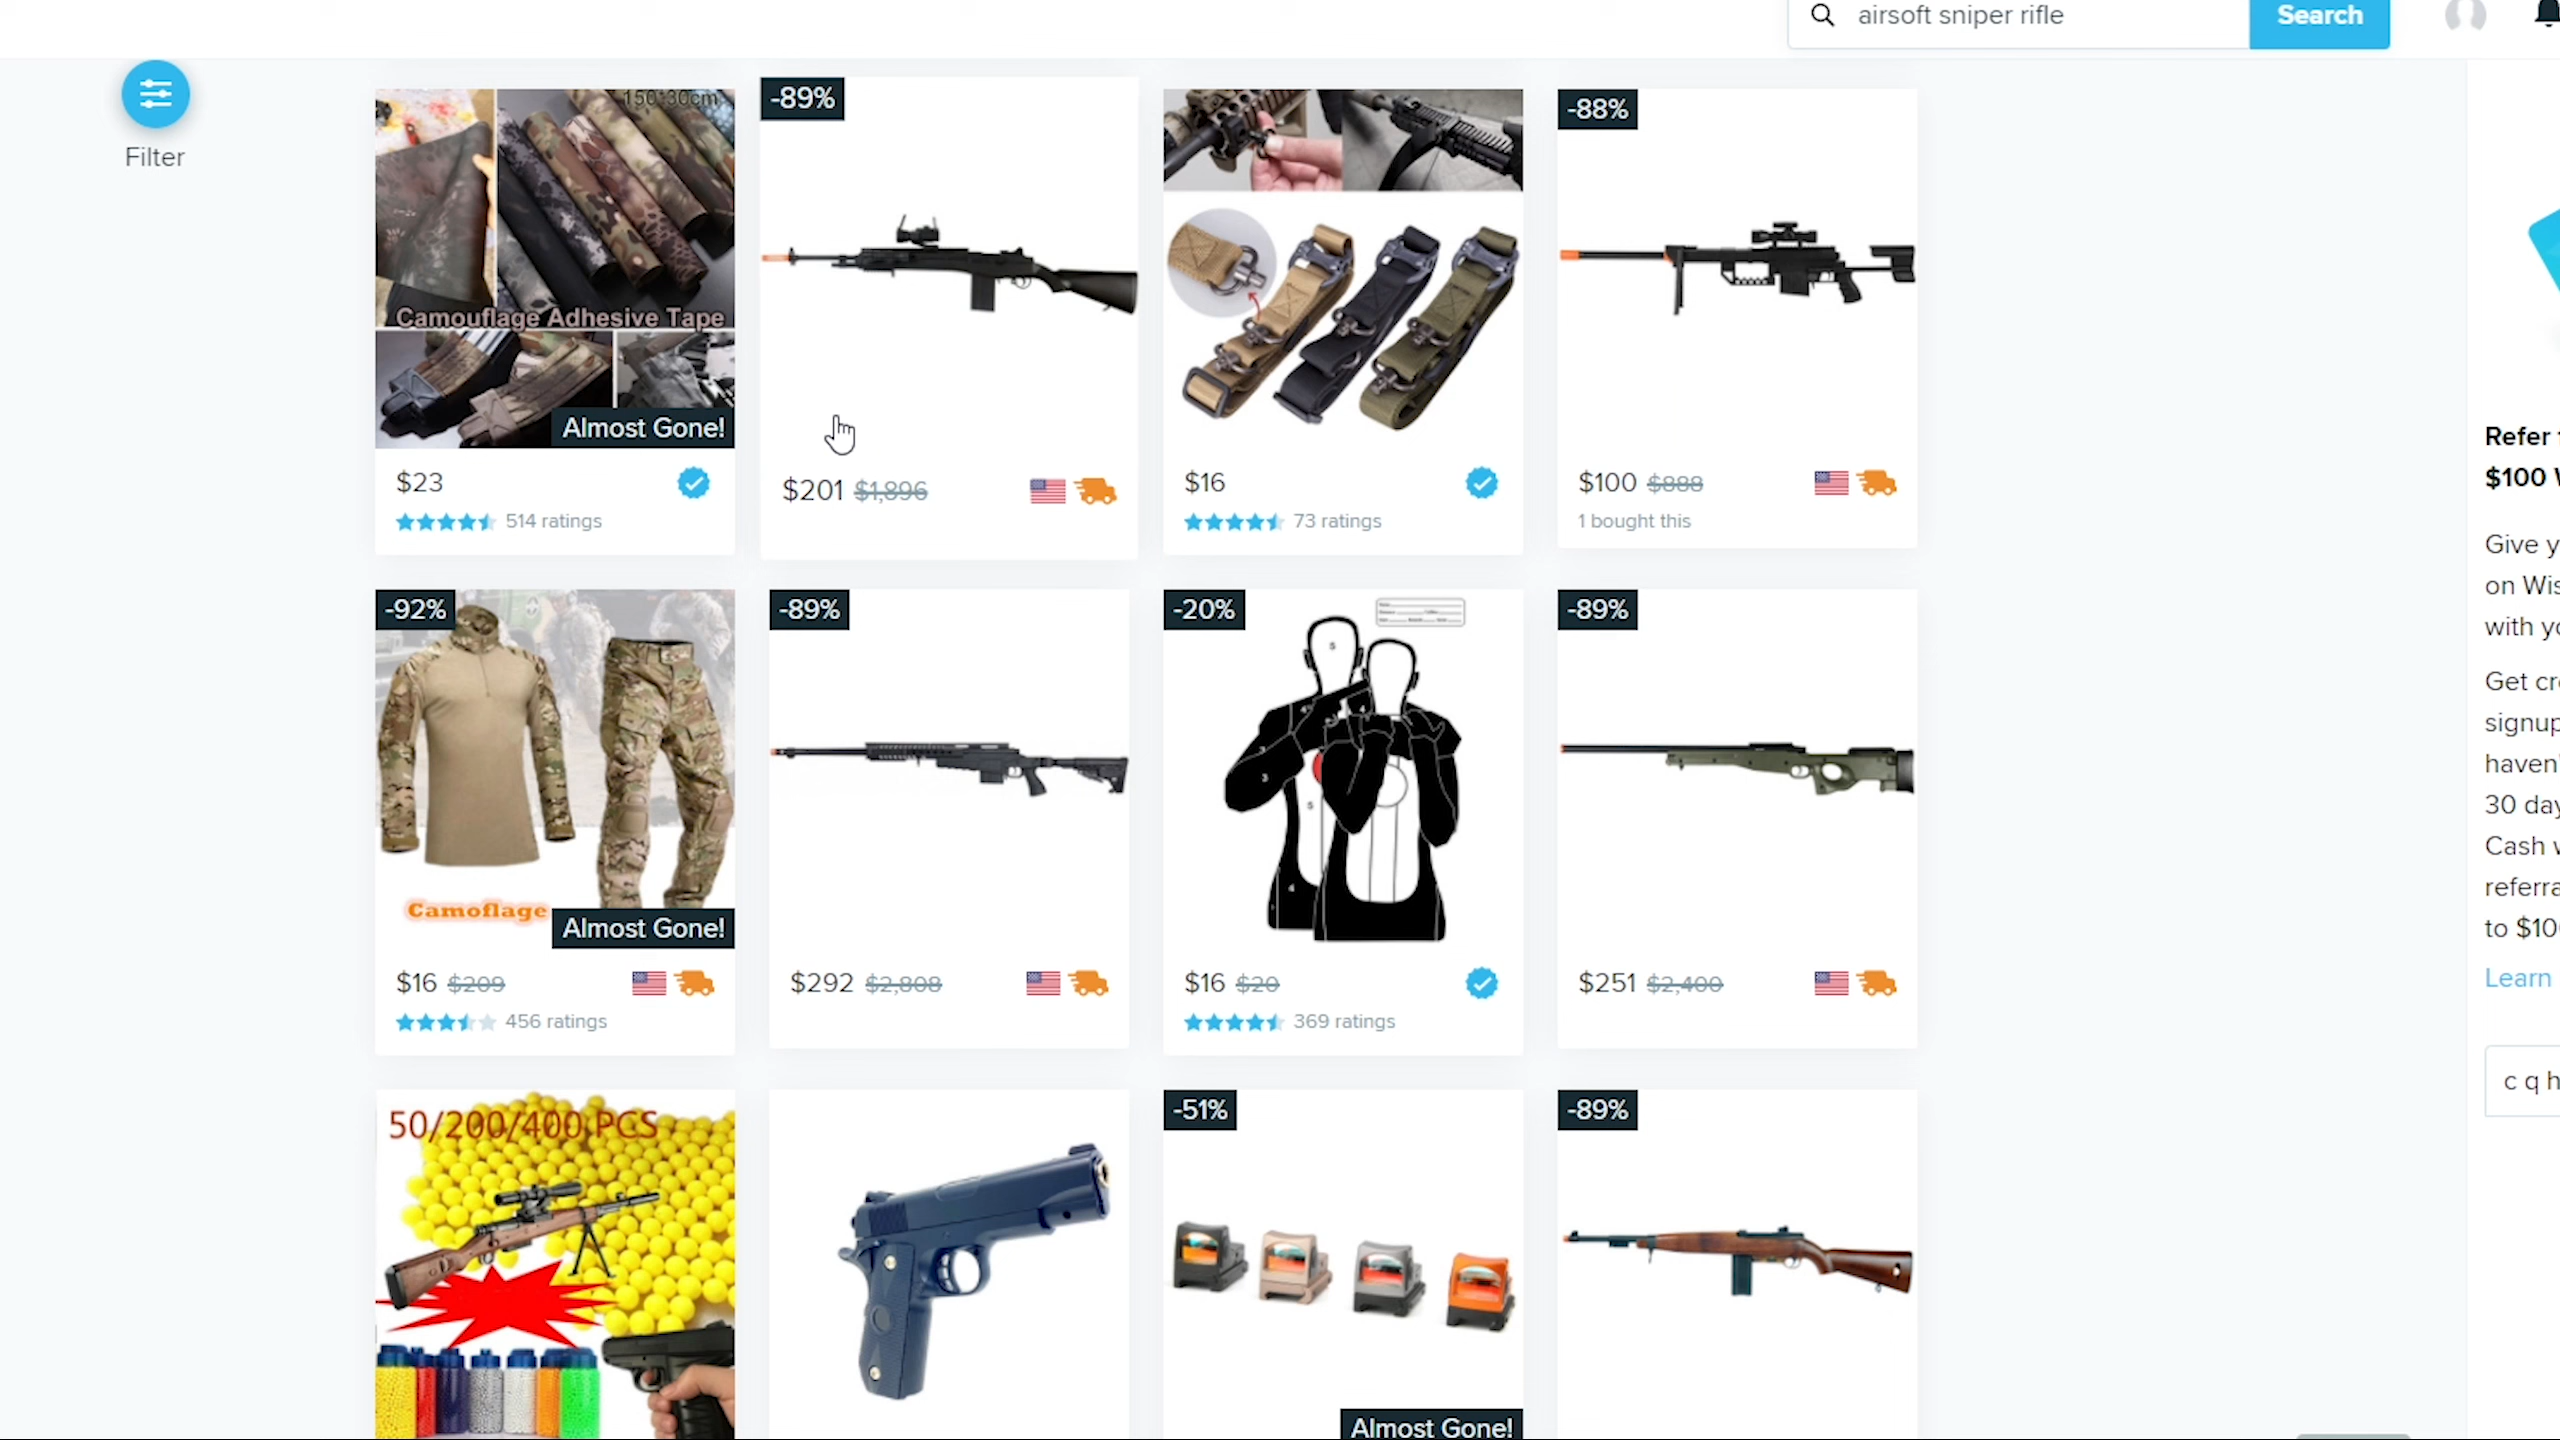 airsoft sniper rifle
Search
Filter
150*30cm
Camouflage Adhesive Tape
Almost Gone!
$23
514 ratings
-89%
$201 $1,896
$16
73 ratings
-88%
$100 $888
1 bought this
-92%
Camoflage
Almost Gone!
$16 $209
456 ratings
-89%
$292 $2,808
-20%
$16 $20
369 ratings
-89%
$251 $2,400
50/200/400 PCS
-51%
Almost Gone!
-89%
Refer
$100 W
Give y
on Wis
with yo
Get cre
signup
haven'
30 day
Cash w
referra
to $10
Learn
c q h